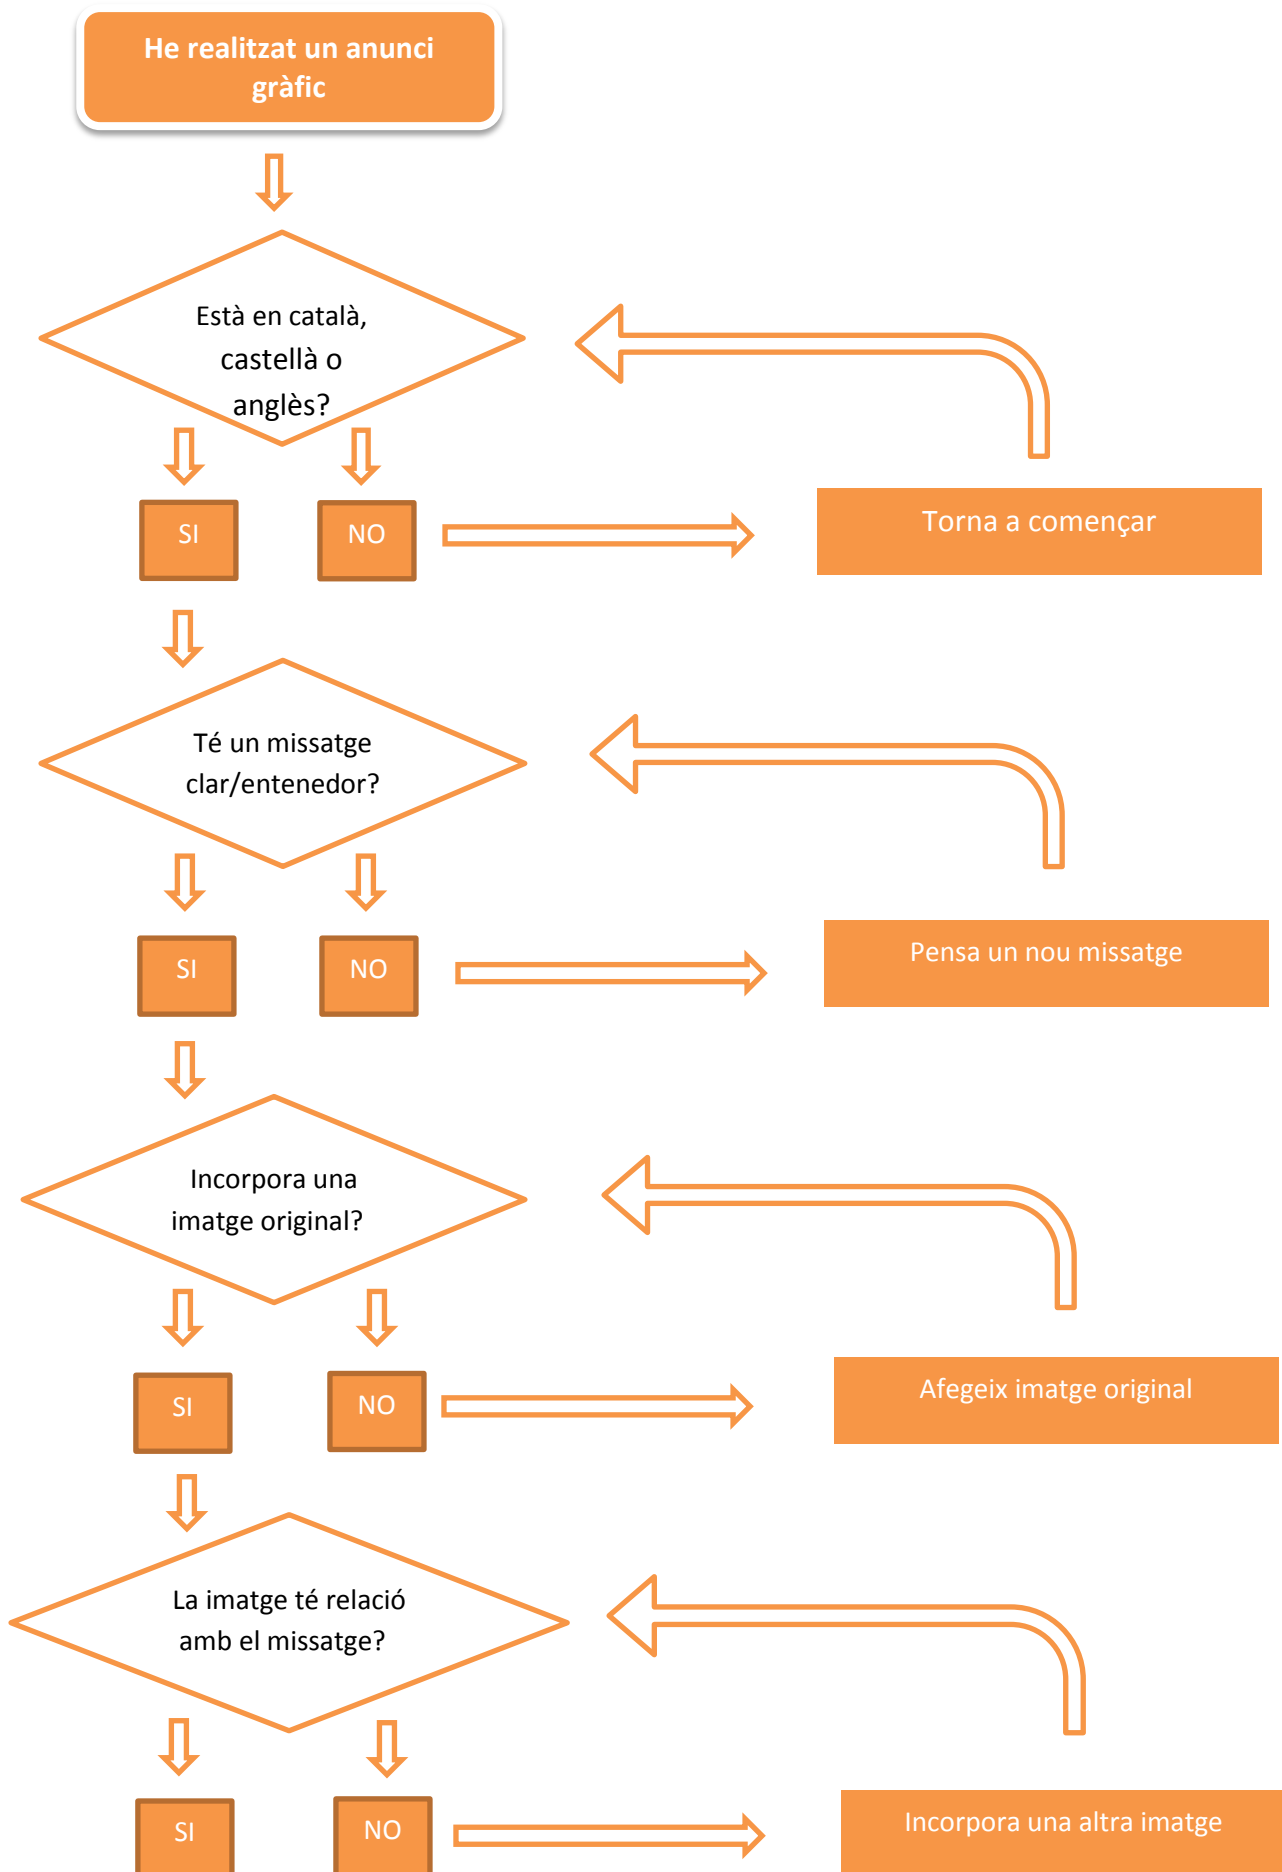 He realitzat un anunci
gràfic
Està en català,
castellà o
anglès?
SI
NO
Torna a començar
Té un missatge
clar/entenedor?
SI
NO
Pensa un nou missatge
Incorpora una
imatge original?
SI
NO
Afegeix imatge original
La imatge té relació
amb el missatge?
SI
NO
Incorpora una altra imatge